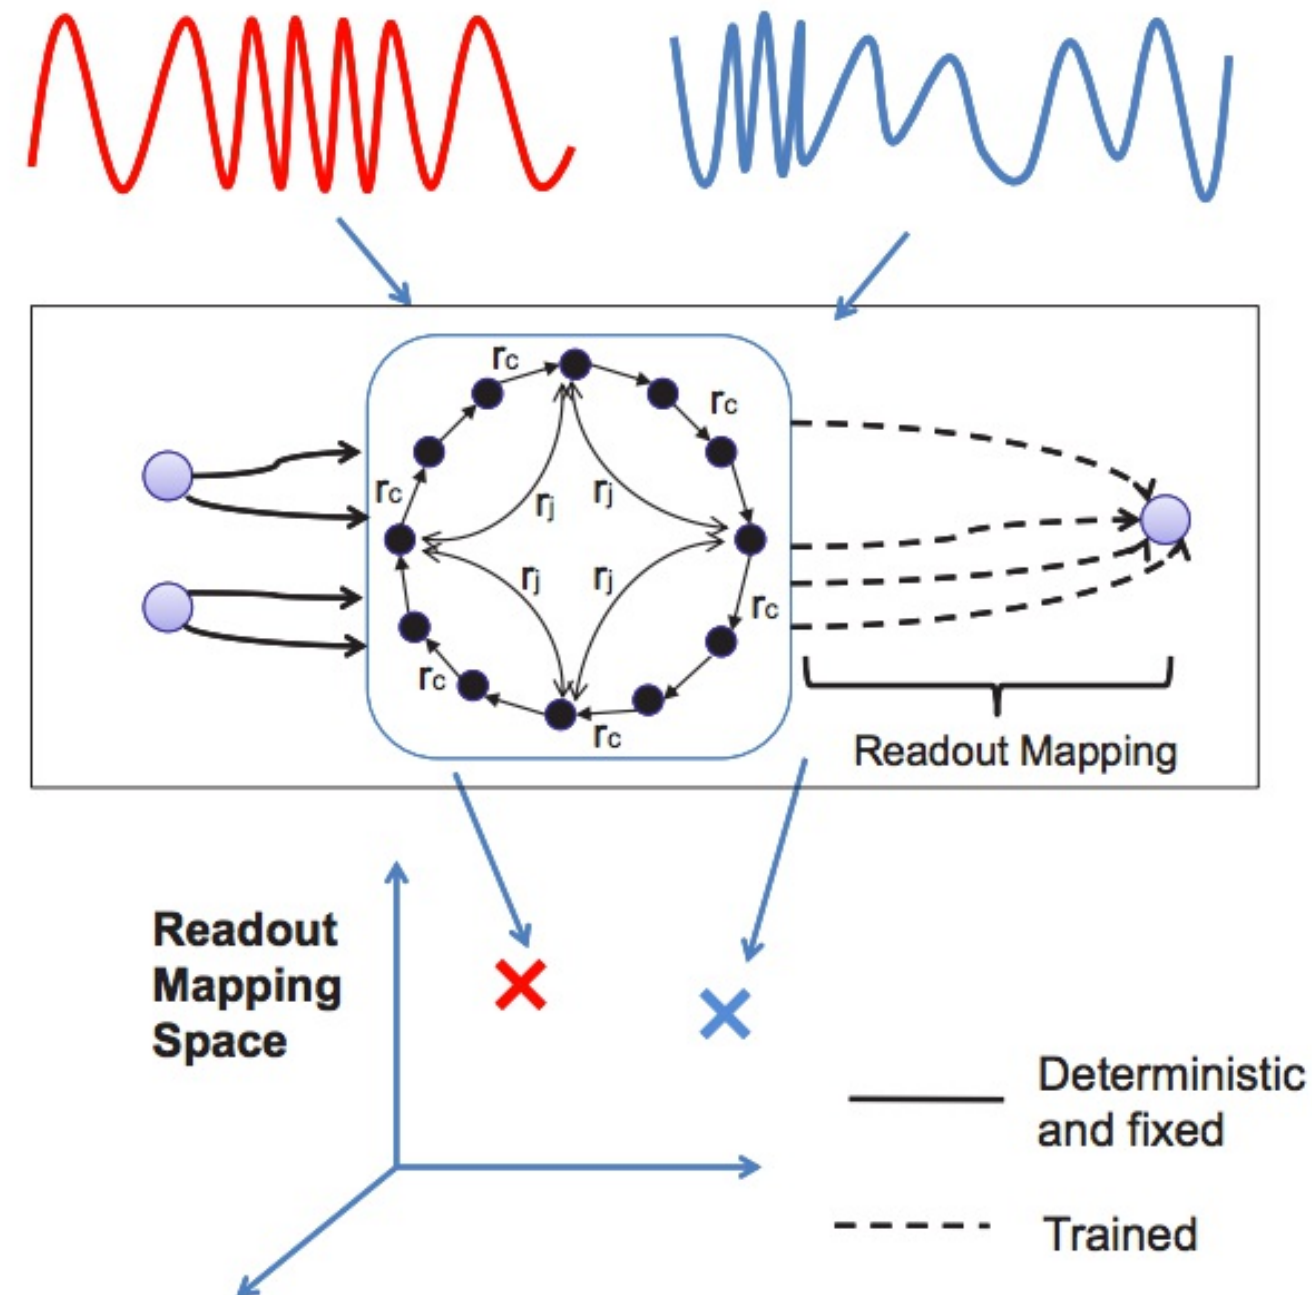 rc
rc
rc
rj
rj
rj
rj
rc
rc
rc
Readout Mapping
Readout
Mapping
Space
Deterministic
and fixed
Trained